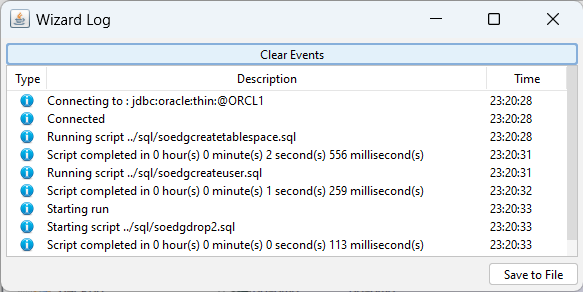 Wizard Log
Clear Events
Type Description Time
Connecting to : jdbc:oracle:thin:@ORCL1 23:20:28
Connected 23:20:28
Running script ../sql/soedgcreatetablespace.sql 23:20:28
Script completed in 0 hour(s) 0 minute(s) 2 second(s) 556 millisecond(s) 23:20:31
Running script ../sql/soedgcreateuser.sql 23:20:31
Script completed in 0 hour(s) 0 minute(s) 1 second(s) 259 millisecond(s) 23:20:32
Starting run 23:20:33
Starting script ../sql/soedgdrop2.sql 23:20:33
Script completed in 0 hour(s) 0 minute(s) 0 second(s) 113 millisecond(s) 23:20:33
Save to File